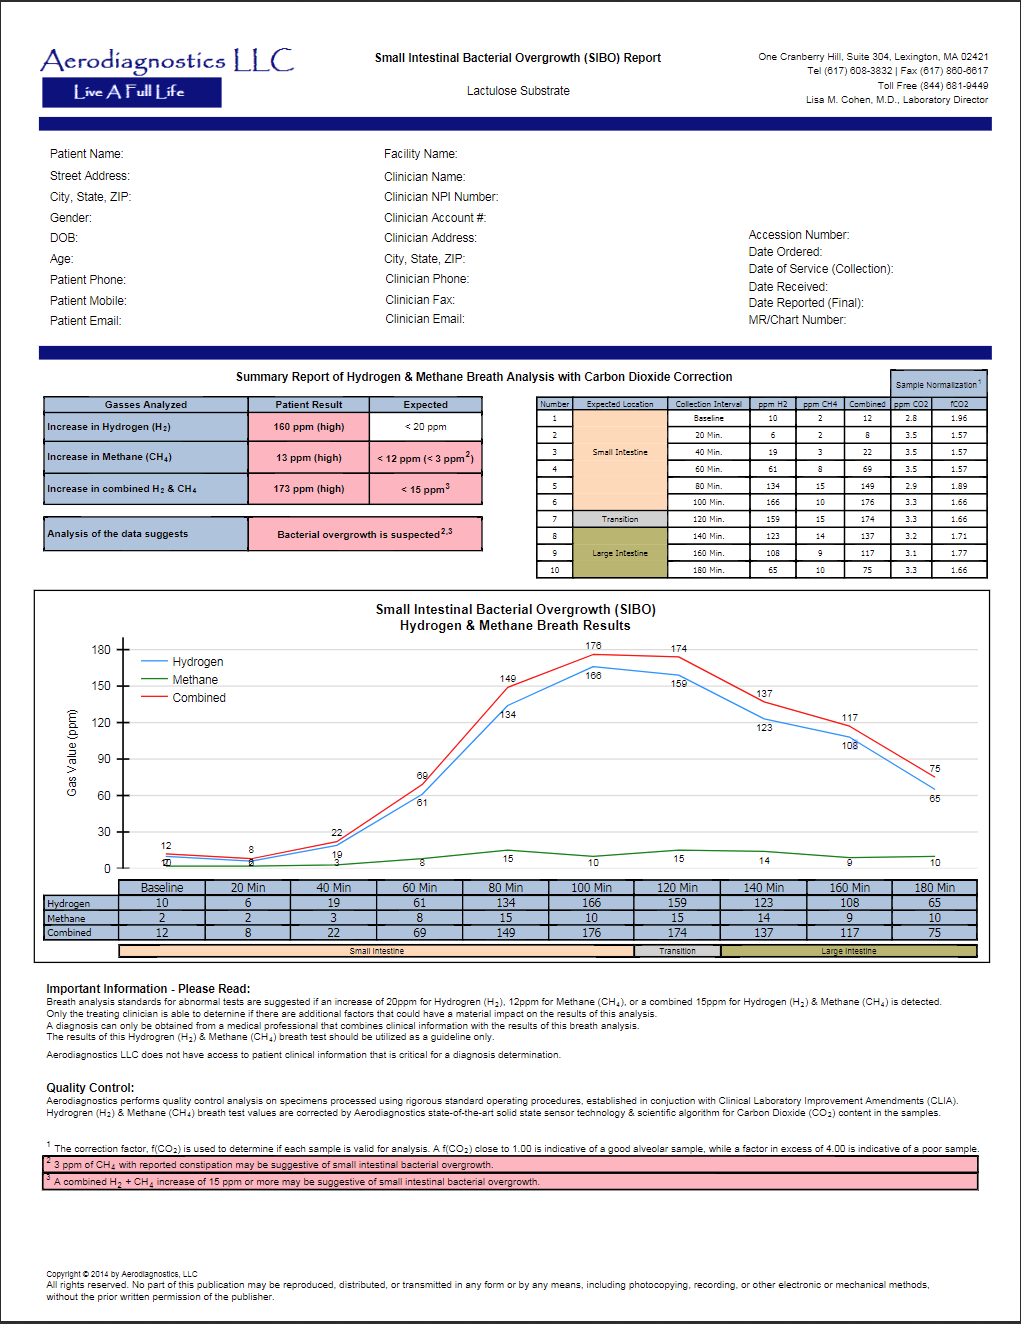 Aerodiagnostics LLC
Live A Full Life
Small Intestinal Bacterial Overgrowth (SIBO) Report
Lactulose Substrate
One Cranberry Hill, Suite 304, Lexington, MA 02421
Tel (617) 608-3832 | Fax (617) 860-6617
Toll Free (844) 681-9449
Lisa M. Cohen, M.D., Laboratory Director
Patient Name:
Street Address:
City, State, ZIP:
Gender:
DOB:
Age:
Patient Phone:
Patient Mobile:
Patient Email:
Facility Name:
Clinician Name:
Clinician NPI Number:
Clinician Account #:
Clinician Address:
City, State, ZIP:
Clinician Phone:
Clinician Fax:
Clinician Email:
Accession Number:
Date Ordered:
Date of Service (Collection):
Date Received:
Date Reported (Final):
MR/Chart Number:
Summary Report of Hydrogen & Methane Breath Analysis with Carbon Dioxide Correction
Gasses Analyzed Patient Result Expected
Increase in Hydrogen (H₂) 160 ppm (high) < 20 ppm
Increase in Methane (CH₄) 13 ppm (high) < 12 ppm (< 3 ppm²)
Increase in combined H₂ & CH₄ 173 ppm (high) < 15 ppm³
Analysis of the data suggests Bacterial overgrowth is suspected²,³
Sample Normalization¹
Number Expected Location Collection Interval ppm H2 ppm CH4 Combined ppm CO2 fCO2
1 Baseline 10 2 12 2.8 1.96
2 20 Min. 6 2 8 3.5 1.57
3 Small Intestine 40 Min. 19 3 22 3.5 1.57
4 60 Min. 61 8 69 3.5 1.57
5 80 Min. 134 15 149 2.9 1.89
6 100 Min. 166 10 176 3.3 1.66
7 Transition 120 Min. 159 15 174 3.3 1.66
8 140 Min. 123 14 137 3.2 1.71
9 Large Intestine 160 Min. 108 9 117 3.1 1.77
10 180 Min. 65 10 75 3.3 1.66
Small Intestinal Bacterial Overgrowth (SIBO)
Hydrogen & Methane Breath Results
Gas Value (ppm)
180
150
120
90
60
30
0
Hydrogen
Methane
Combined
12 8 22 69 149 176 174 137 117 75
10 6 19 61 134 166 159 123 108 65
2 2 3 8 15 10 15 14 9 10
Baseline 20 Min 40 Min 60 Min 80 Min 100 Min 120 Min 140 Min 160 Min 180 Min
Hydrogen 10 6 19 61 134 166 159 123 108 65
Methane 2 2 3 8 15 10 15 14 9 10
Combined 12 8 22 69 149 176 174 137 117 75
Small Intestine Transition Large Intestine
Important Information - Please Read:
Breath analysis standards for abnormal tests are suggested if an increase of 20ppm for Hydrogren (H₂), 12ppm for Methane (CH₄), or a combined 15ppm for Hydrogen (H₂) & Methane (CH₄) is detected.
Only the treating clinician is able to deternine if there are additional factors that could have a material impact on the results of this analysis.
A diagnosis can only be obtained from a medical professional that combines clinical information with the results of this breath analysis.
The results of this Hydrogren (H₂) & Methane (CH₄) breath test should be utilized as a guideline only.
Aerodiagnostics LLC does not have access to patient clinical information that is critical for a diagnosis determination.
Quality Control:
Aerodiagnostics performs quality control analysis on specimens processed using rigorous standard operating procedures, established in conjuction with Clinical Laboratory Improvement Amendments (CLIA).
Hydrogren (H₂) & Methane (CH₄) breath test values are corrected by Aerodiagnostics state-of-the-art solid state sensor technology & scientific algorithm for Carbon Dioxide (CO₂) content in the samples.
¹ The correction factor, f(CO₂) is used to determine if each sample is valid for analysis. A f(CO₂) close to 1.00 is indicative of a good alveolar sample, while a factor in excess of 4.00 is indicative of a poor sample.
² 3 ppm of CH₄ with reported constipation may be suggestive of small intestinal bacterial overgrowth.
³ A combined H₂ + CH₄ increase of 15 ppm or more may be suggestive of small intestinal bacterial overgrowth.
Copyright © 2014 by Aerodiagnostics, LLC
All rights reserved. No part of this publication may be reproduced, distributed, or transmitted in any form or by any means, including photocopying, recording, or other electronic or mechanical methods,
without the prior written permission of the publisher.